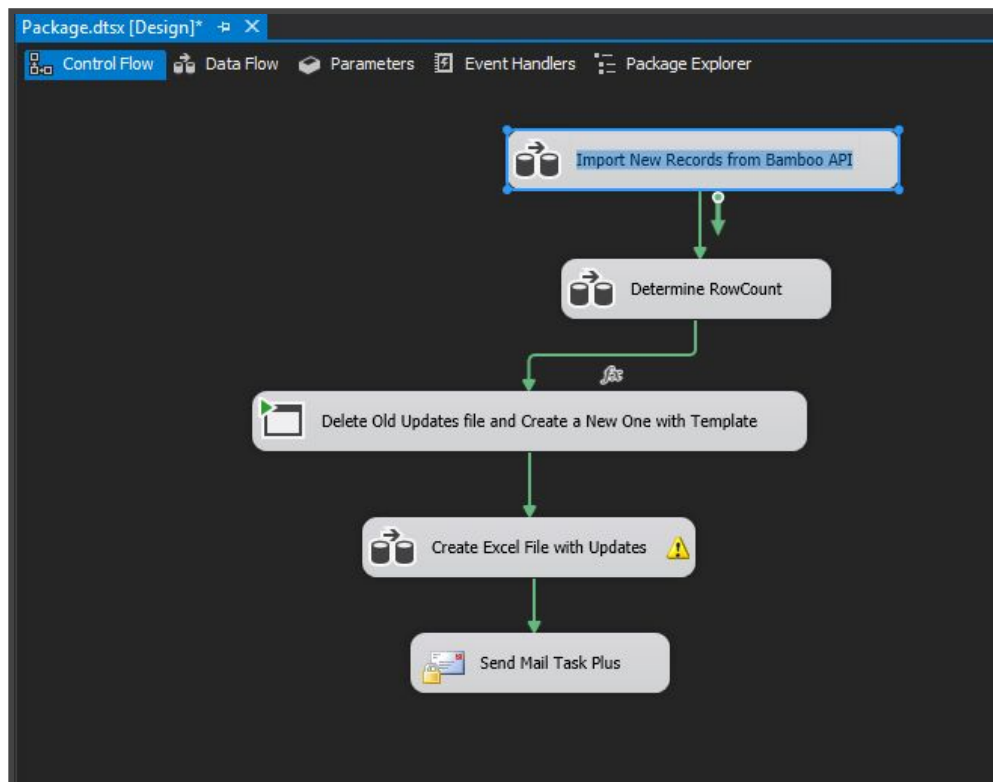 Package.dtsx [Design]*
Control Flow Data Flow Parameters Event Handlers Package Explorer
Import New Records from Bamboo API
Determine RowCount
fx
Delete Old Updates file and Create a New One with Template
Create Excel File with Updates
Send Mail Task Plus